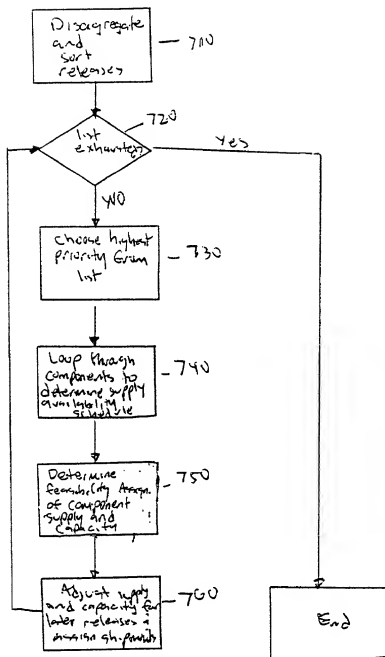 Disaggregate
and
sort
releases
710
720
list
exhausted
Yes
NO
Choose highest
priority from
list
730
Loop through
components to
determine supply
availability
schedule
740
Determine
feasibility Assign.
of component
supply and
capacity
750
Adjust supply
and capacity for
later releases &
assign shipments
760
End